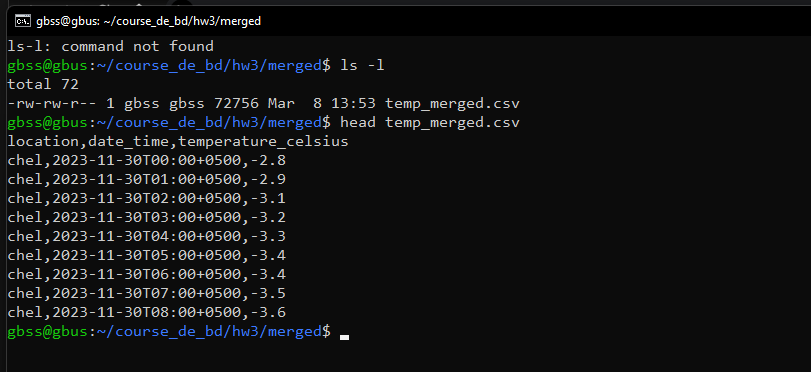 gbss@gbus: ~/course_de_bd/hw3/merged
ls-l: command not found
gbss@gbus:~/course_de_bd/hw3/merged$ ls -l
total 72
-rw-rw-r-- 1 gbss gbss 72756 Mar  8 13:53 temp_merged.csv
gbss@gbus:~/course_de_bd/hw3/merged$ head temp_merged.csv
location,date_time,temperature_celsius
chel,2023-11-30T00:00+0500,-2.8
chel,2023-11-30T01:00+0500,-2.9
chel,2023-11-30T02:00+0500,-3.1
chel,2023-11-30T03:00+0500,-3.2
chel,2023-11-30T04:00+0500,-3.3
chel,2023-11-30T05:00+0500,-3.4
chel,2023-11-30T06:00+0500,-3.4
chel,2023-11-30T07:00+0500,-3.5
chel,2023-11-30T08:00+0500,-3.6
gbss@gbus:~/course_de_bd/hw3/merged$